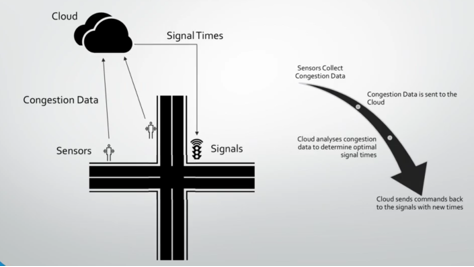 Cloud
Signal Times
Congestion Data
Sensors
Signals
Sensors Collect
Congestion Data
Congestion Data is sent to the
Cloud
Cloud analyses congestion
data to determine optimal
signal times
Cloud sends commands back
to the signals with new times